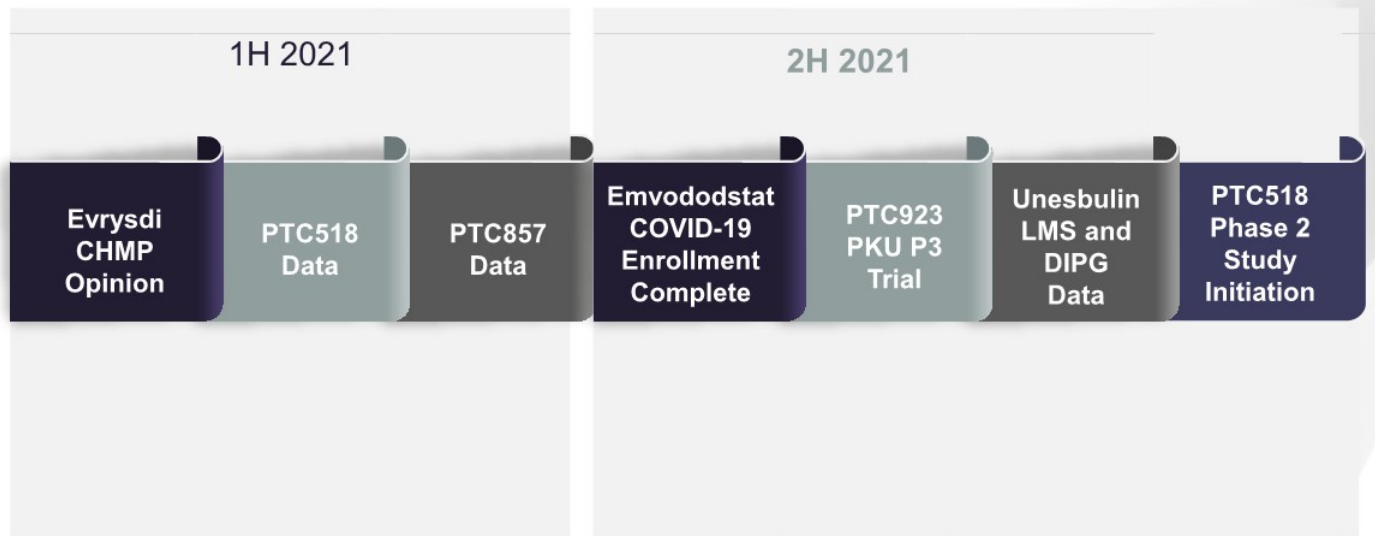 1H 2021
2H 2021
Evrysdi
CHMP
Opinion
PTC518
Data
PTC857
Data
Emvododstat
COVID-19
Enrollment
Complete
PTC923
PKU P3
Trial
Unesbulin
LMS and
DIPG
Data
PTC518
Phase 2
Study
Initiation